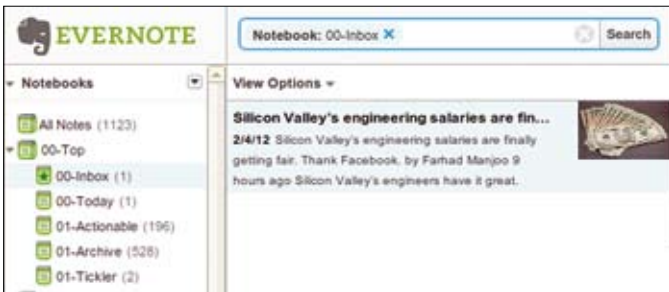 EVERNOTE
Notebook: 00-Inbox
Search
Notebooks
View Options
All Notes (1123)
00-Top
00-Inbox (1)
00-Today (1)
01-Actionable (196)
01-Archive (528)
01-Tickler (2)
Silicon Valley's engineering salaries are fin...
2/4/12 Silicon Valley's engineering salaries are finally
getting fair. Thank Facebook. by Farhad Manjoo 9
hours ago Silicon Valley's engineers have it great.